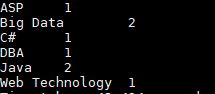 ASP 1
Big Data 2
C# 1
DBA 1
Java 2
Web Technology 1